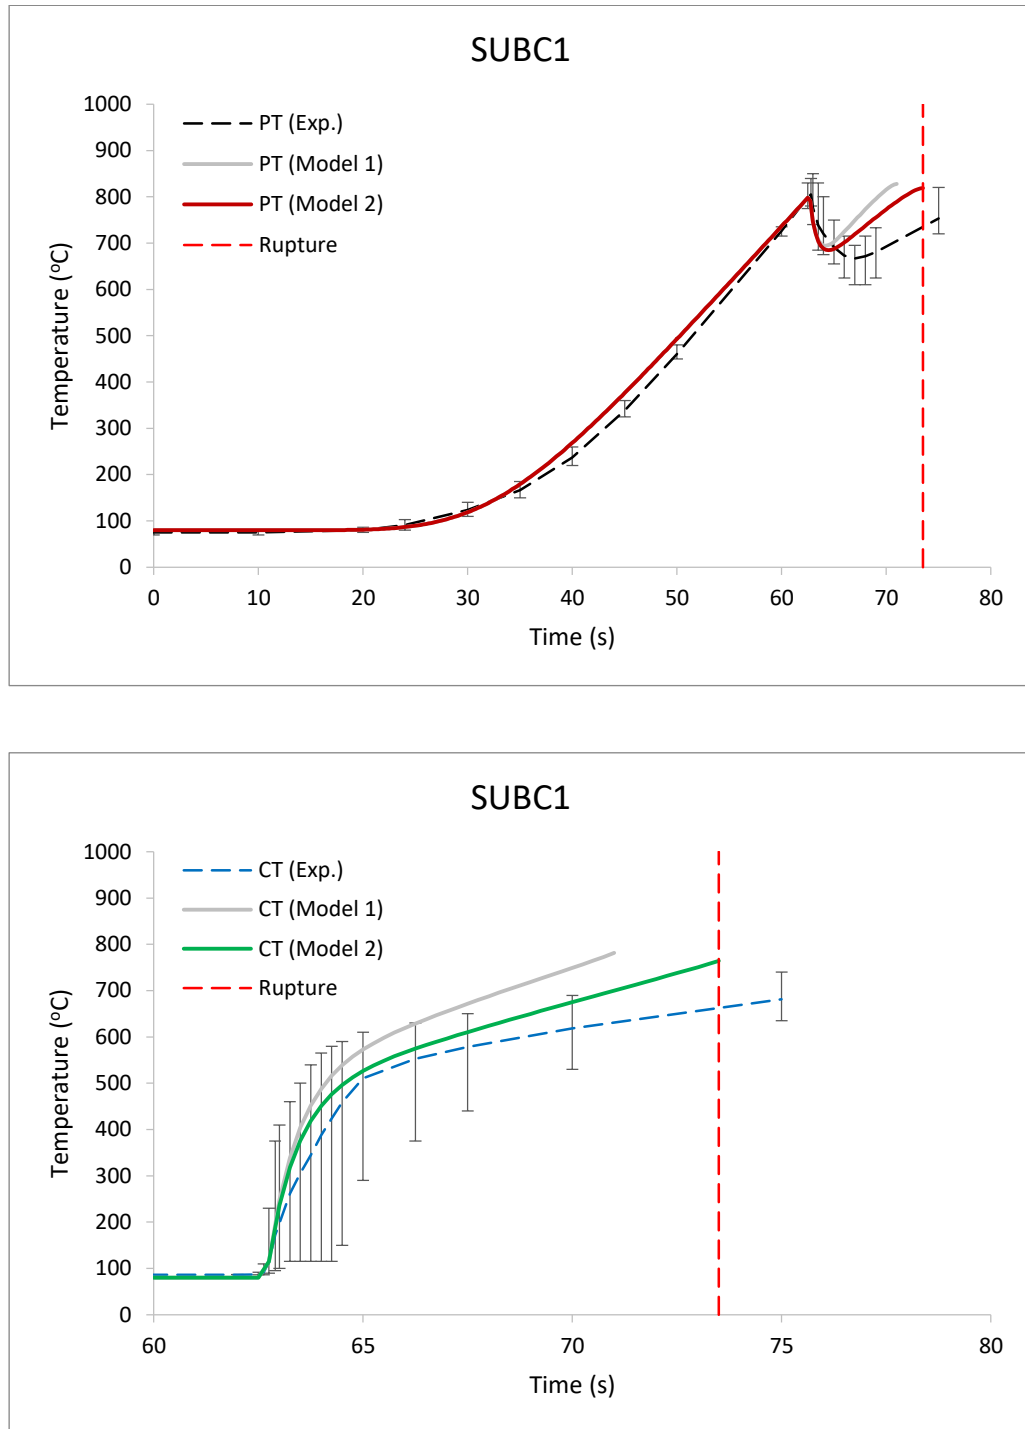 SUBC1
1000
900
800
700
600
500
400
300
200
100
0
PT (Exp.)
PT (Model 1)
PT (Model 2)
Rupture
Temperature (ºC)
0 10 20 30 40 50 60 70 80
Time (s)
SUBC1
1000
900
800
700
600
500
400
300
200
100
0
CT (Exp.)
CT (Model 1)
CT (Model 2)
Rupture
Temperature (ºC)
60 65 70 75 80
Time (s)